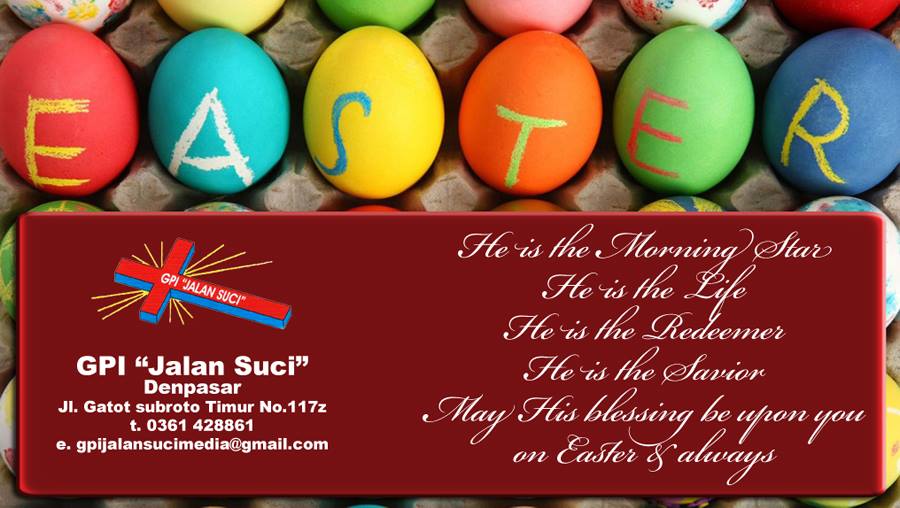 EASTER
GPI "JALAN SUCI"
GPI “Jalan Suci”
Denpasar
Jl. Gatot subroto Timur No.117z
t. 0361 428861
e. gpijalansucimedia@gmail.com
He is the Morning Star
He is the Life
He is the Redeemer
He is the Savior
May His blessing be upon you
on Easter & always